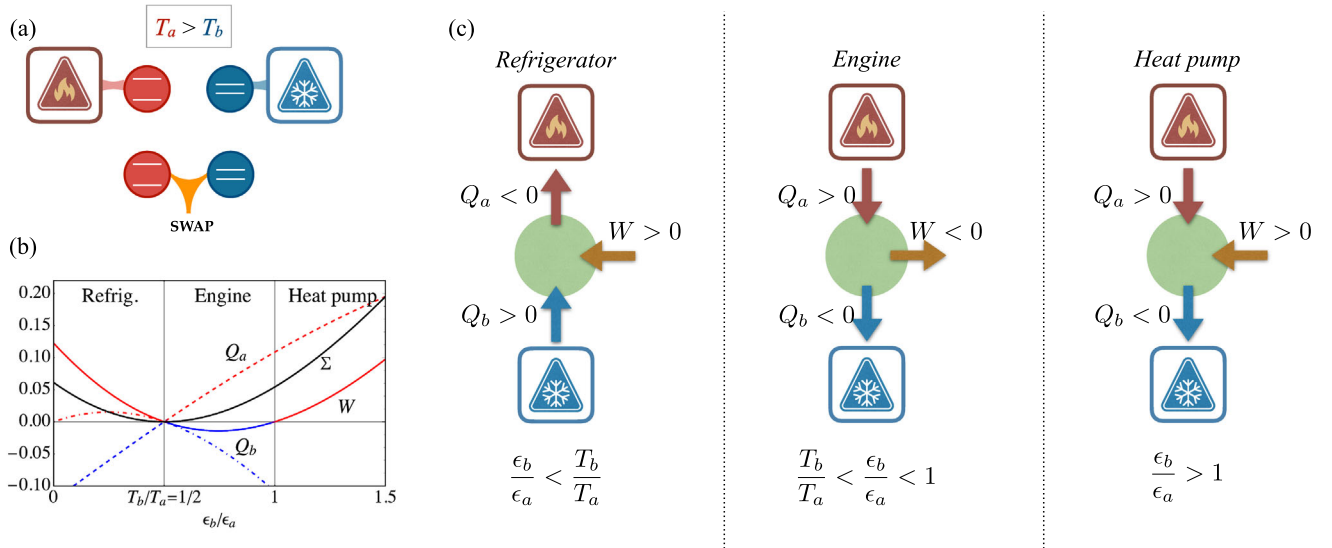 (a)
T_a > T_b
SWAP
(b)
Refrig. Engine Heat pump
0.20
0.15
0.10
0.05
0.00
−0.05
−0.10
Q_a
Σ
W
Q_b
0 T_b/T_a=1/2 1 1.5
ϵ_b/ϵ_a
(c)
Refrigerator
Q_a < 0
W > 0
Q_b > 0
ϵ_b/ϵ_a < T_b/T_a
Engine
Q_a > 0
W < 0
Q_b < 0
T_b/T_a < ϵ_b/ϵ_a < 1
Heat pump
Q_a > 0
W > 0
Q_b < 0
ϵ_b/ϵ_a > 1